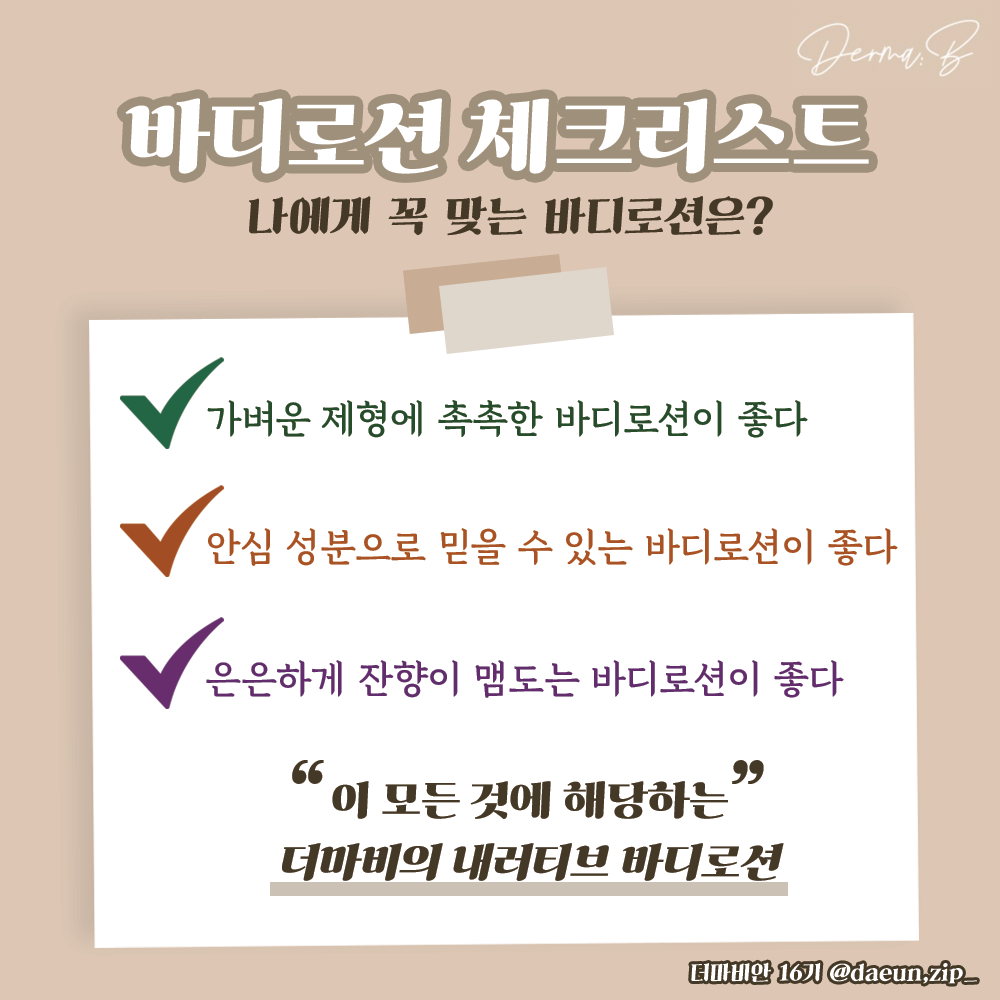 Derma:B
바디로션 체크리스트
나에게 꼭 맞는 바디로션은?
가벼운 제형에 촉촉한 바디로션이 좋다
안심 성분으로 믿을 수 있는 바디로션이 좋다
은은하게 잔향이 맴도는 바디로션이 좋다
“이 모든 것에 해당하는”
더마비의 내러티브 바디로션
더마비안 16기 @daeun,zip_